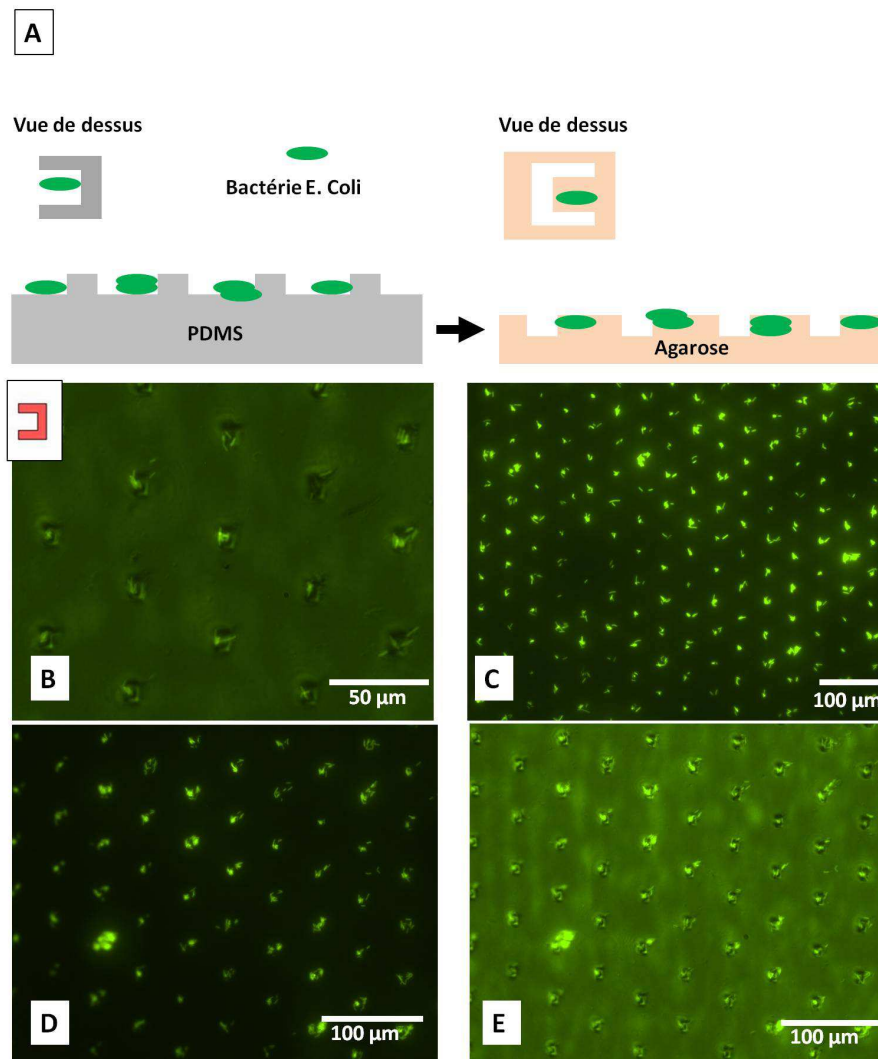 A
Vue de dessus
Vue de dessus
Bactérie E. Coli
PDMS
Agarose
B
50 µm
C
100 µm
D
100 µm
E
100 µm